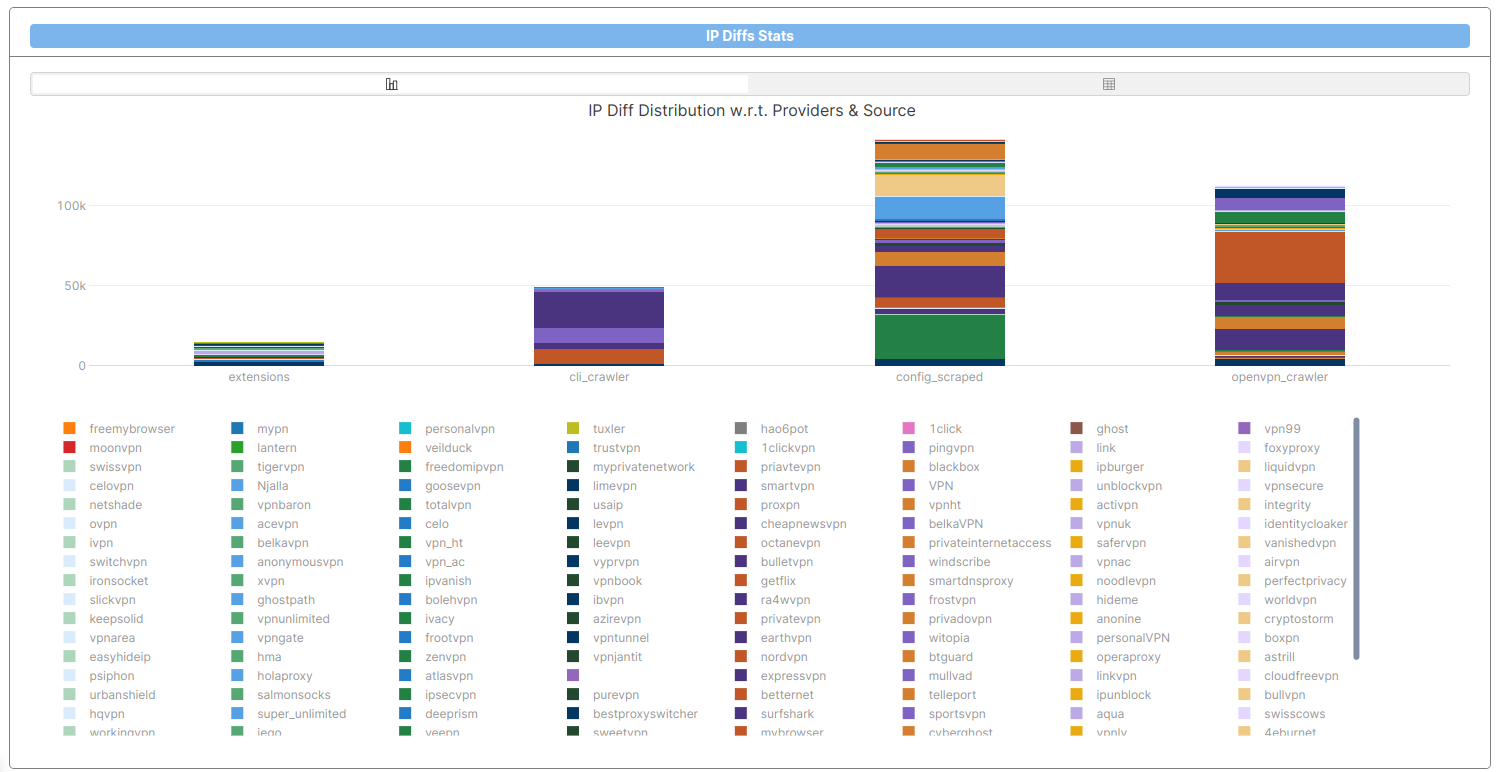 IP Diffs Stats
IP Diff Distribution w.r.t. Providers & Source
100k
50k
0
extensions cli_crawler config_scraped openvpn_crawler
freemybrowser mypn personalvpn tuxler hao6pot 1click ghost vpn99
moonvpn lantern veilduck trustvpn 1clickvpn pingvpn link foxyproxy
swissvpn tigervpn freedomipvpn myprivatenetwork priavtevpn blackbox ipburger liquidvpn
celovpn Njalla goosevpn limevpn smartvpn VPN unblockvpn vpnsecure
netshade vpnbaron totalvpn usaip proxpn vpnht activpn integrity
ovpn acevpn celo levpn cheapnewsvpn belkaVPN vpnuk identitycloaker
ivpn belkavpn vpn_ht leevpn octanevpn privateinternetaccess safervpn vanishedvpn
switchvpn anonymousvpn vpn_ac vyprvpn bulletvpn windscribe vpnac airvpn
ironsocket xvpn ipvanish vpnbook getflix smartdnsproxy noodlevpn perfectprivacy
slickvpn ghostpath bolehvpn ibvpn ra4wvpn frostvpn hideme worldvpn
keepsolid vpnunlimited ivacy azirevpn privatevpn privadovpn anonine cryptostorm
vpnarea vpngate frootvpn vpntunnel earthvpn witopia personalVPN boxpn
easyhideip hma zenvpn vpnjantit nordvpn btguard operaproxy astrill
psiphon holaproxy atlasvpn expressvpn mullvad linkvpn cloudfreevpn
urbanshield salmonsocks ipsecvpn purevpn betternet telleport ipunblock bullvpn
hqvpn super_unlimited deeprism bestproxyswitcher surfshark sportsvpn aqua swisscows
workingvpn iego veepn sweetvpn mybrowser cyberghost vpnly 4eburnet